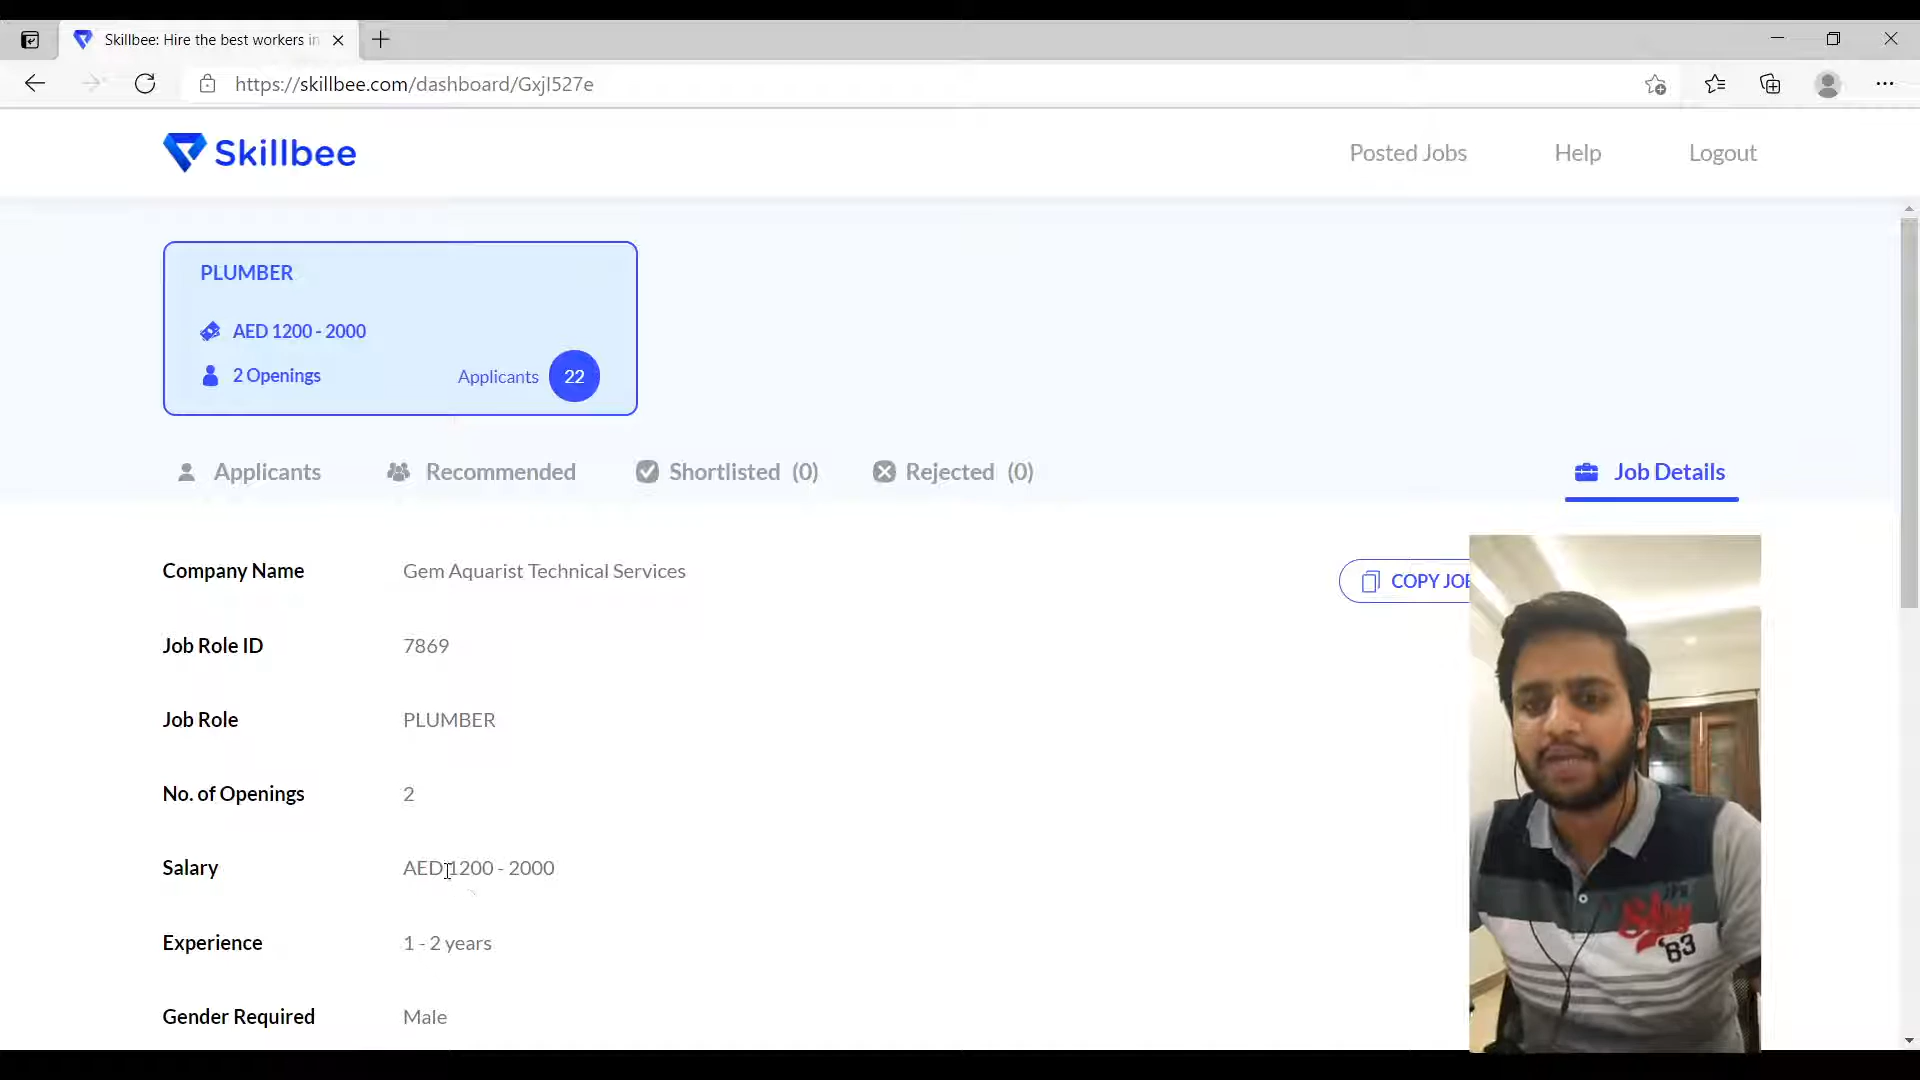 Skillbee: Hire the best workers in
https://skillbee.com/dashboard/GxjI527e
Skillbee
Posted Jobs
Help
Logout
PLUMBER
AED 1200 - 2000
2 Openings
Applicants 22
Applicants
Recommended
Shortlisted (0)
Rejected (0)
Job Details
Company Name Gem Aquarist Technical Services
COPY JOB
Job Role ID 7869
Job Role PLUMBER
No. of Openings 2
Salary AED 1200 - 2000
Experience 1 - 2 years
Gender Required Male
'63